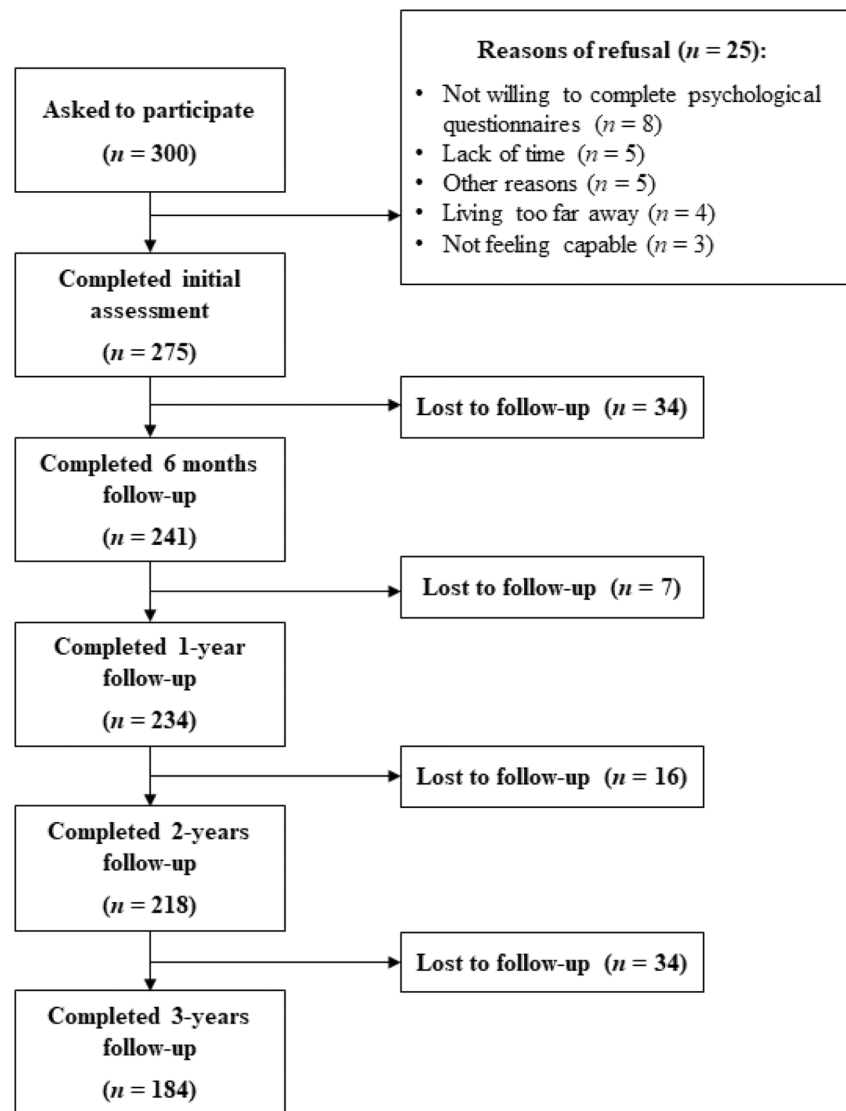 Asked to participate
(n = 300)
Reasons of refusal (n = 25):
• Not willing to complete psychological
questionnaires (n = 8)
• Lack of time (n = 5)
• Other reasons (n = 5)
• Living too far away (n = 4)
• Not feeling capable (n = 3)
Completed initial
assessment
(n = 275)
Lost to follow-up (n = 34)
Completed 6 months
follow-up
(n = 241)
Lost to follow-up (n = 7)
Completed 1-year
follow-up
(n = 234)
Lost to follow-up (n = 16)
Completed 2-years
follow-up
(n = 218)
Lost to follow-up (n = 34)
Completed 3-years
follow-up
(n = 184)